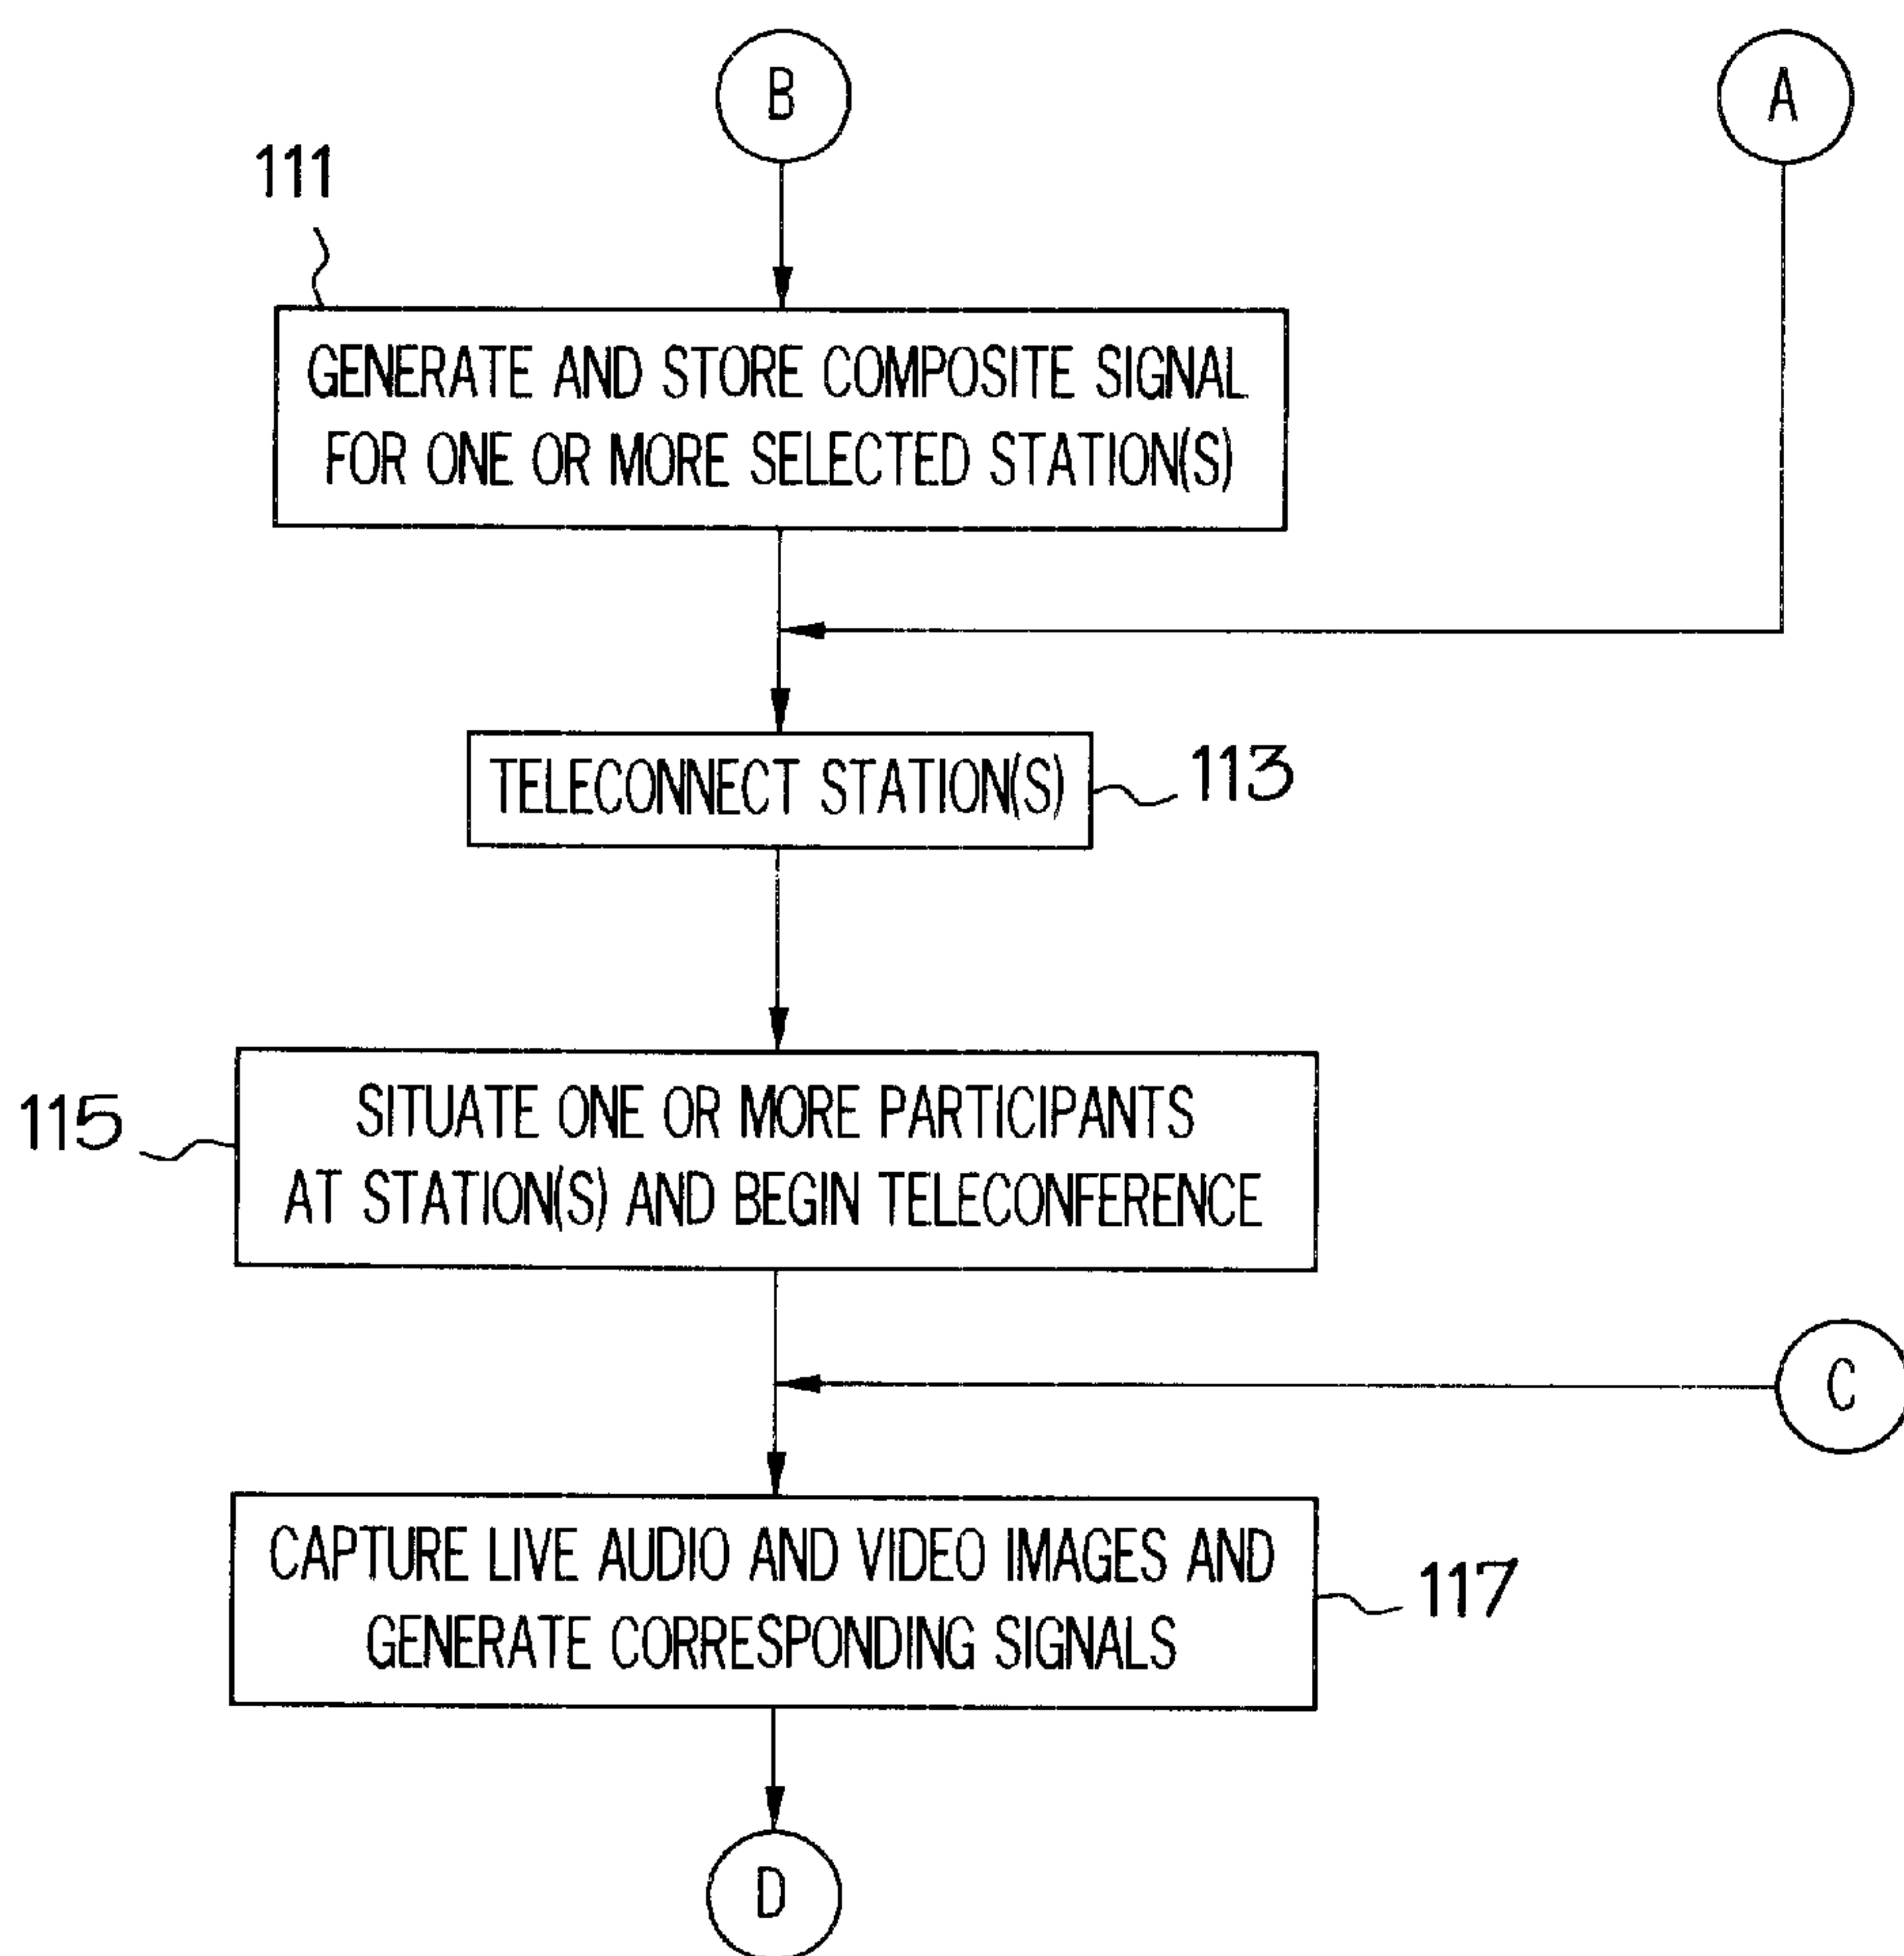 B
A
111
GENERATE AND STORE COMPOSITE SIGNAL
FOR ONE OR MORE SELECTED STATION(S)
TELECONNECT STATION(S)
113
115
SITUATE ONE OR MORE PARTICIPANTS
AT STATION(S) AND BEGIN TELECONFERENCE
C
CAPTURE LIVE AUDIO AND VIDEO IMAGES AND
GENERATE CORRESPONDING SIGNALS
117
D